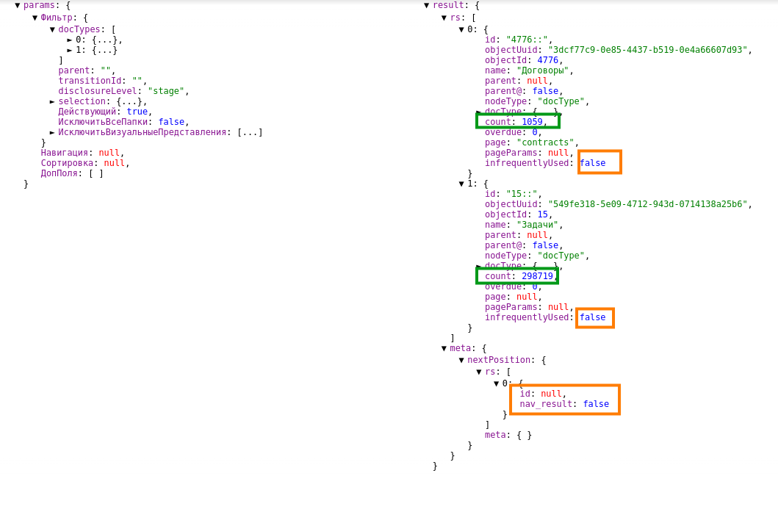 ▼ params: {
▼ Фильтр: {
▼ docTypes: [
► 0: {...},
► 1: {...}
]
parent: "",
transitionId: "",
disclosureLevel: "stage",
► selection: {...},
Действующий: true,
ИсключитьВсеПапки: false,
► ИсключитьВизуальныеПредставления: [...]
}
Навигация: null,
Сортировка: null,
ДопПоля: [ ]
}
▼ result: {
▼ rs: [
▼ 0: {
id: "4776::",
objectUuid: "3dcf77c9-0e85-4437-b519-0e4a66607d93",
objectId: 4776,
name: "Договоры",
parent: null,
parent@: false,
nodeType: "docType",
► docType: {...},
count: 1059,
overdue: 0,
page: "contracts",
pageParams: null,
infrequentlyUsed: false
}
▼ 1: {
id: "15::",
objectUuid: "549fe318-5e09-4712-943d-0714138a25b6",
objectId: 15,
name: "Задачи",
parent: null,
parent@: false,
nodeType: "docType",
► docType: {...},
count: 298719,
overdue: 0,
page: null,
pageParams: null,
infrequentlyUsed: false
}
]
▼ meta: {
▼ nextPosition: {
▼ rs: [
▼ 0: {
id: null,
nav_result: false
}
]
meta: { }
}
}
}